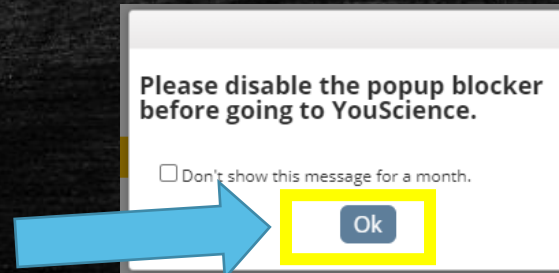 Please disable the popup blocker
before going to YouScience.
Don't show this message for a month.
Ok